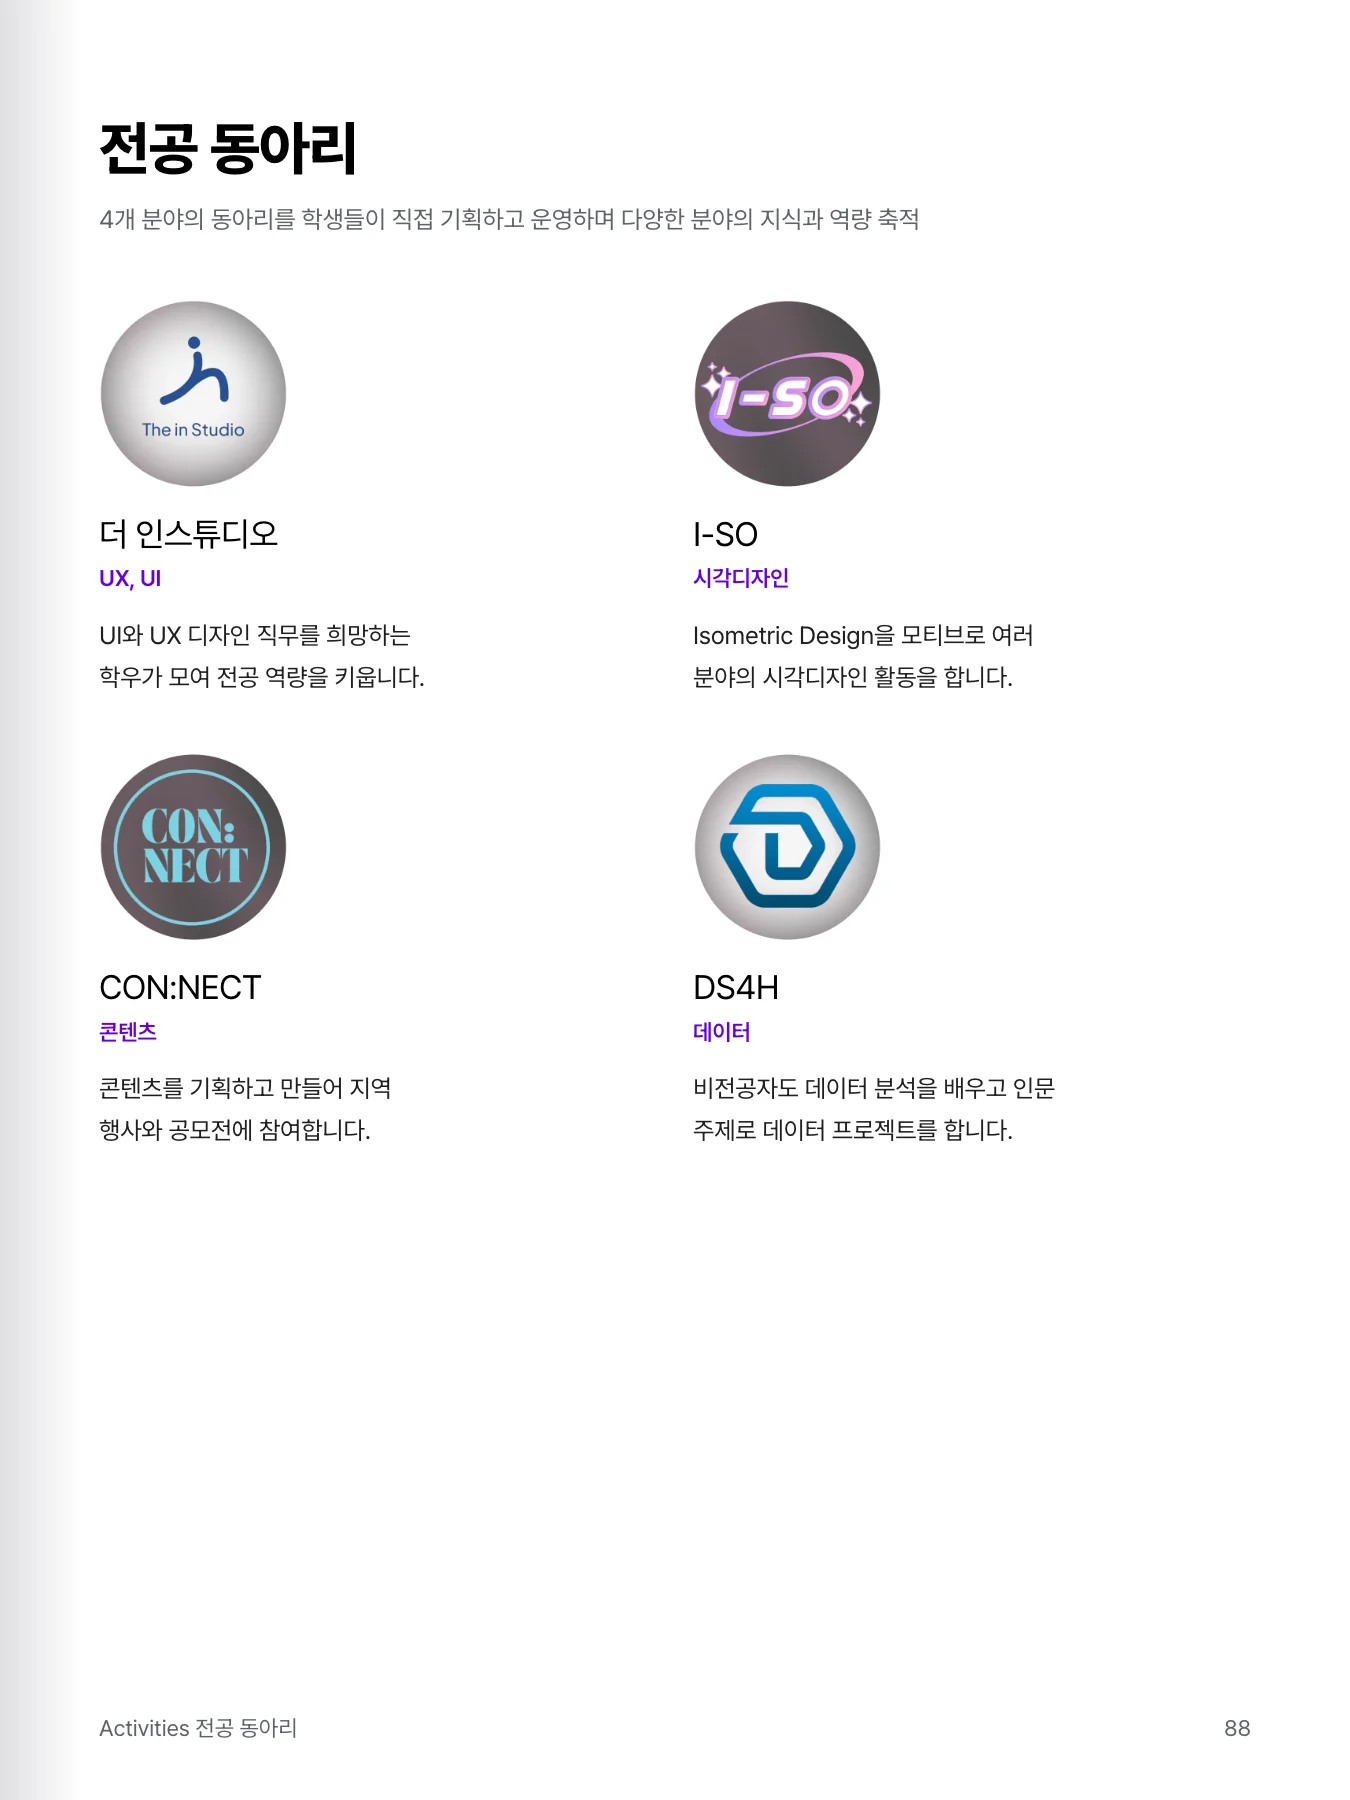 전공 동아리
4개 분야의 동아리를 학생들이 직접 기획하고 운영하며 다양한 분야의 지식과 역량 축적
The in Studio
더 인스튜디오
UX, UI
UI와 UX 디자인 직무를 희망하는
학우가 모여 전공 역량을 키웁니다.
I-SO
I-SO
시각디자인
Isometric Design을 모티브로 여러
분야의 시각디자인 활동을 합니다.
CON:
NECT
CON:NECT
콘텐츠
콘텐츠를 기획하고 만들어 지역
행사와 공모전에 참여합니다.
DS4H
데이터
비전공자도 데이터 분석을 배우고 인문
주제로 데이터 프로젝트를 합니다.
Activities 전공 동아리
88